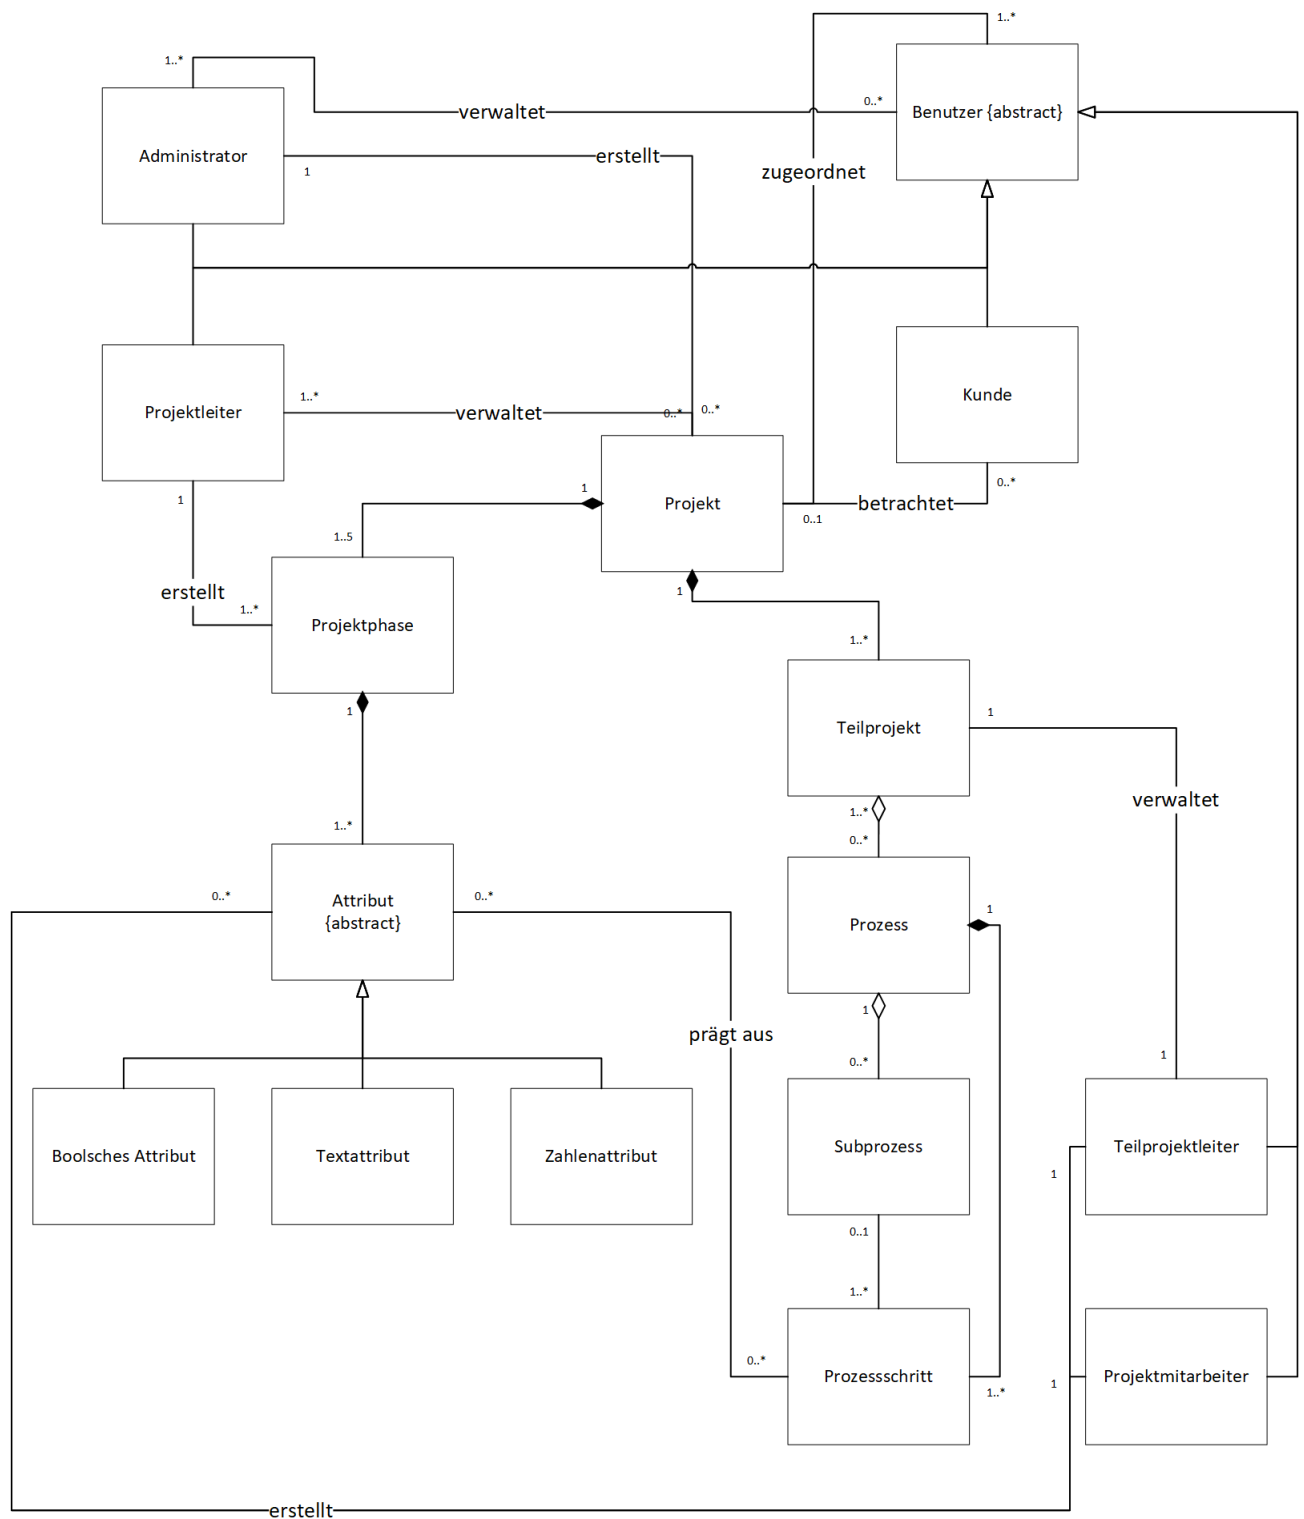 1..*
1..*
verwaltet
0..*
Benutzer {abstract}
Administrator
erstellt
1
zugeordnet
Kunde
Projektleiter
1..*
verwaltet
0..*
0..*
0..*
1
1
Projekt
betrachtet
0..1
1..5
erstellt
1..*
Projektphase
1
1..*
1
Teilprojekt
1
verwaltet
1..*
0..*
1..*
0..*
Attribut
{abstract}
0..*
1
Prozess
1
prägt aus
0..*
1
Boolsches Attribut
Textattribut
Zahlenattribut
Subprozess
Teilprojektleiter
1
0..1
1..*
0..*
Prozessschritt
1..*
1
Projektmitarbeiter
erstellt